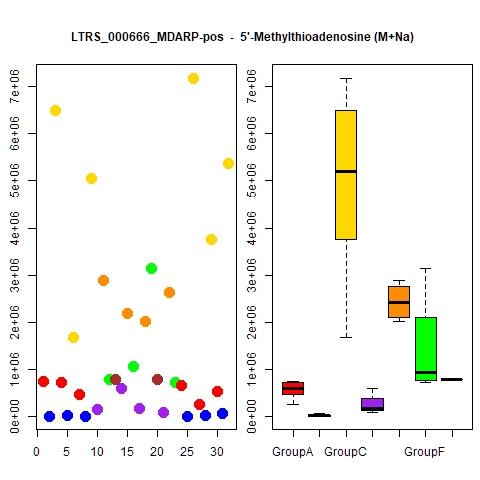 LTRS_000666_MDARP-pos - 5'-Methylthioadenosine (M+Na)
7e+06
6e+06
5e+06
4e+06
3e+06
2e+06
1e+06
0e+00
0 5 10 15 20 25 30
7e+06
6e+06
5e+06
4e+06
3e+06
2e+06
1e+06
0e+00
GroupA GroupC GroupF